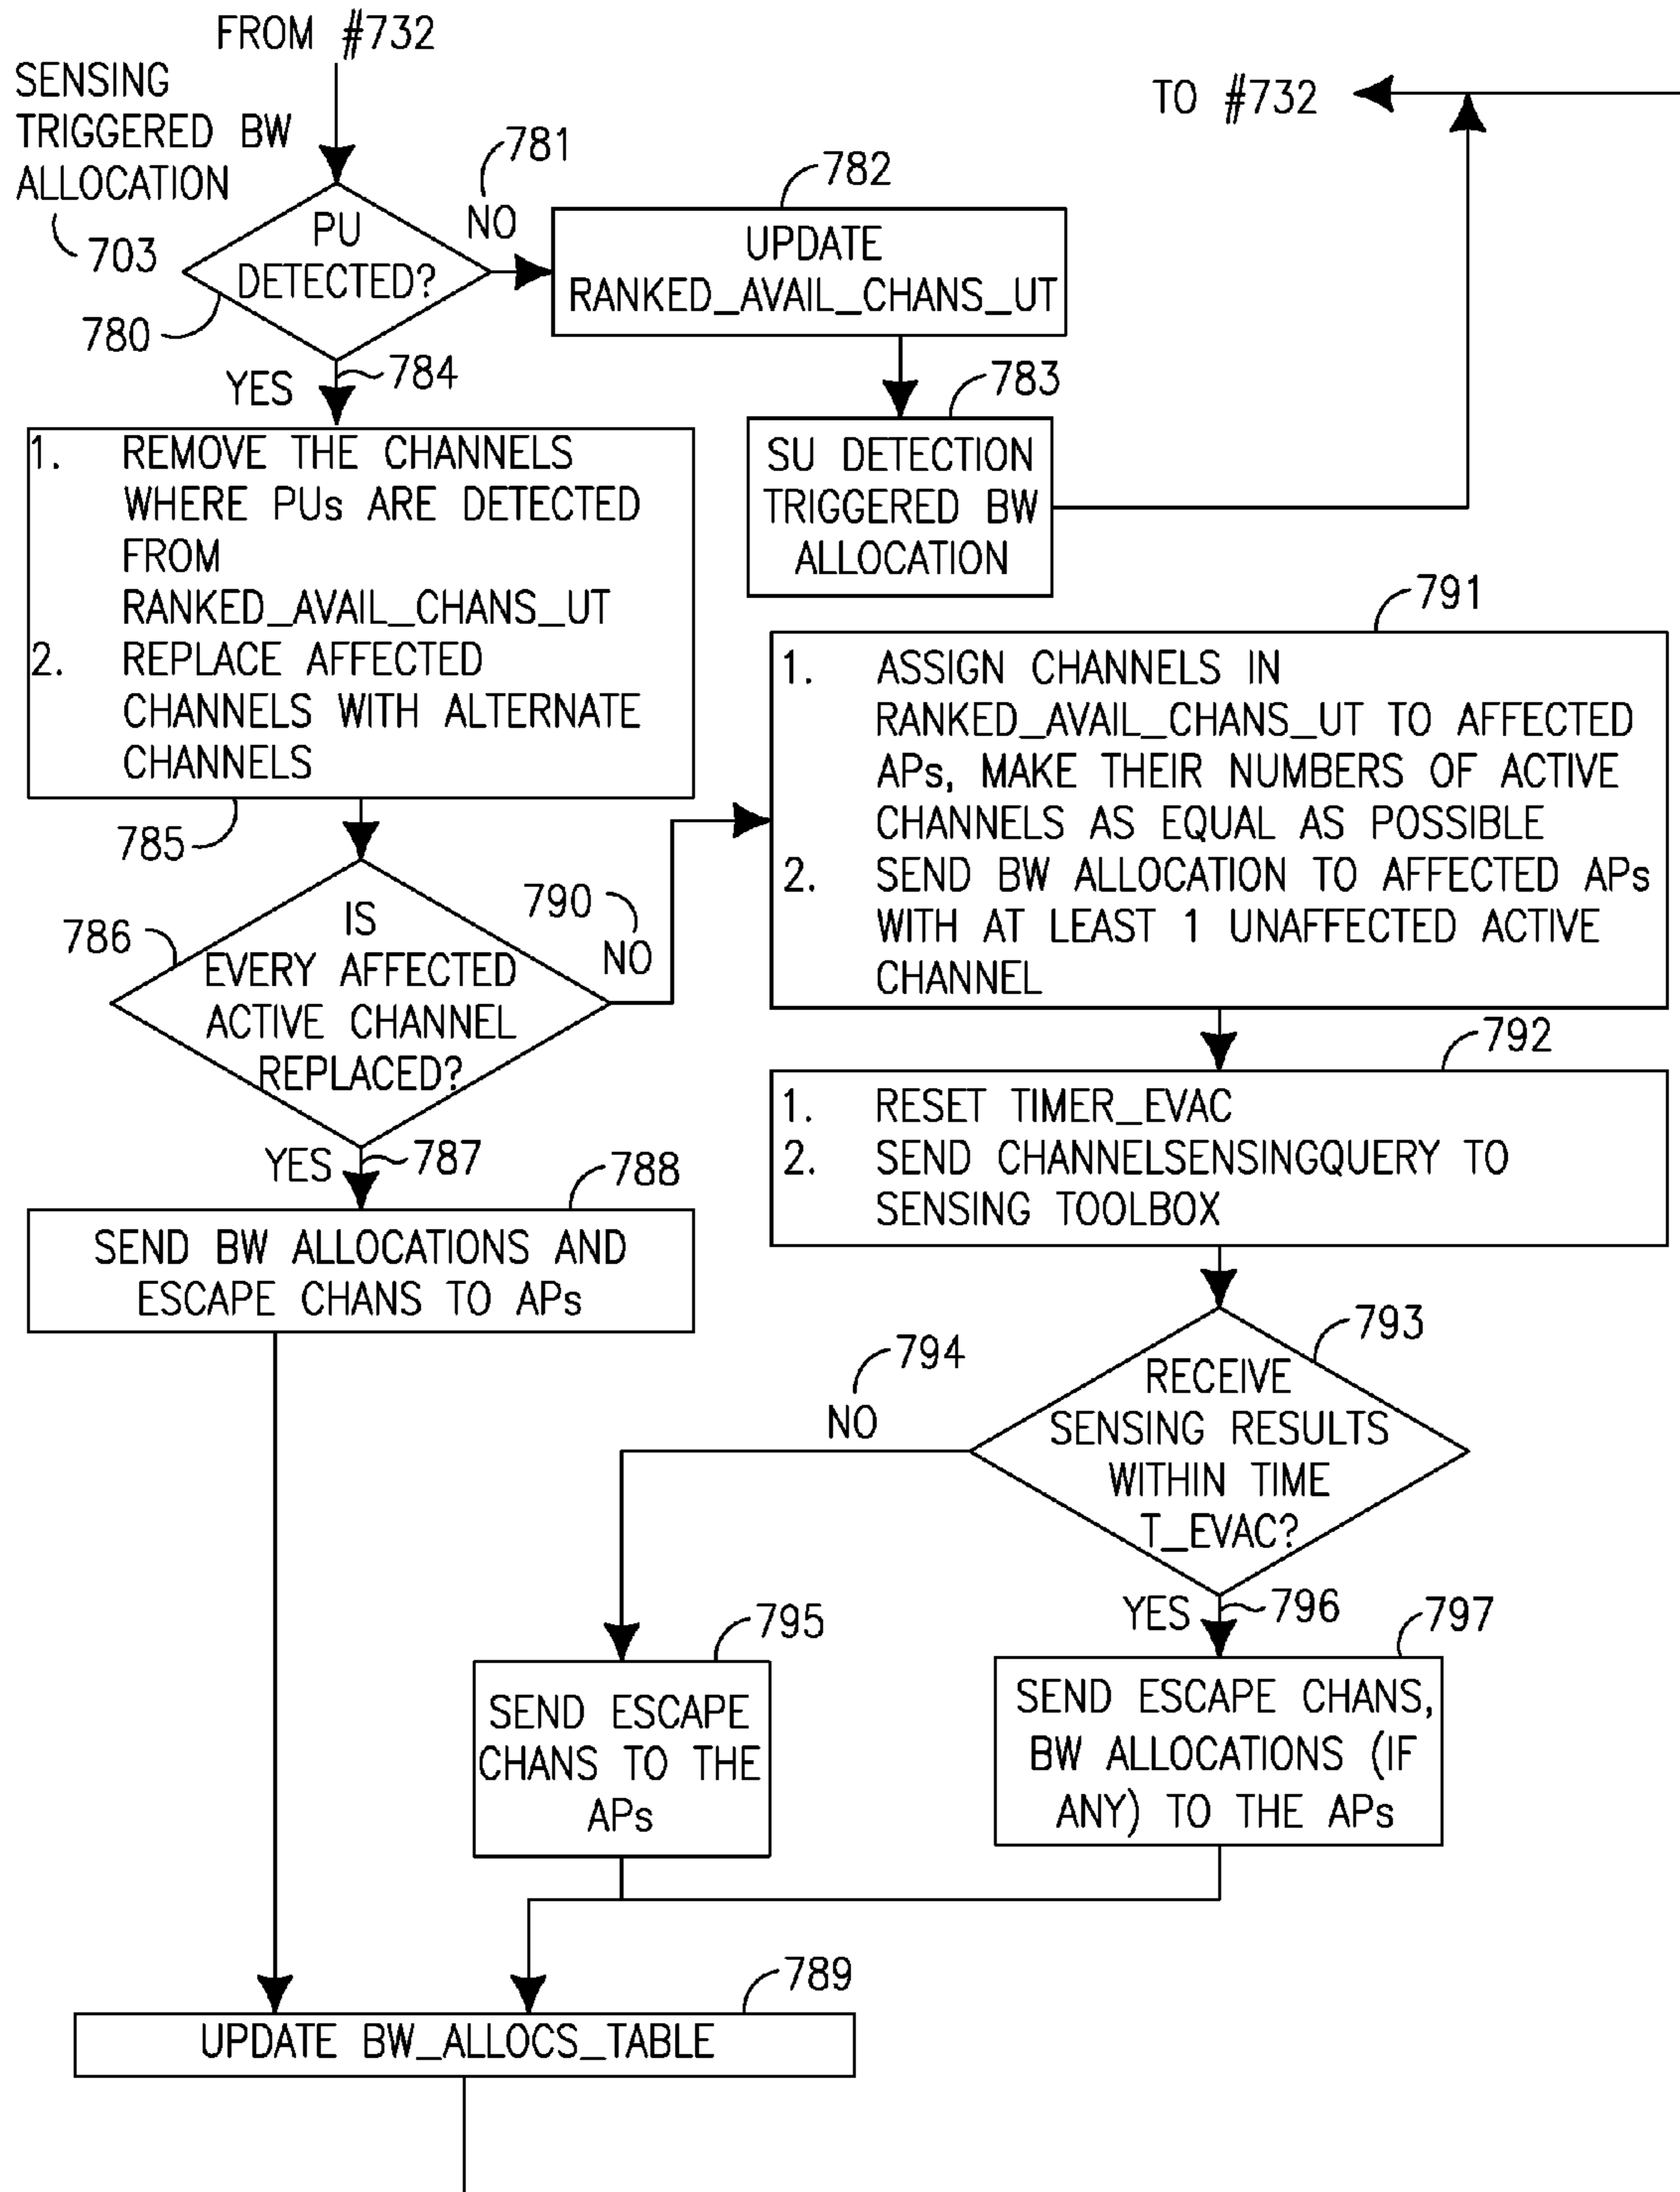 FROM #732
SENSING
TRIGGERED BW
ALLOCATION
703
TO #732
PU
DETECTED?
780
781
NO
782
UPDATE
RANKED_AVAIL_CHANS_UT
783
SU DETECTION
TRIGGERED BW
ALLOCATION
YES
784
1. REMOVE THE CHANNELS
WHERE PUs ARE DETECTED
FROM
RANKED_AVAIL_CHANS_UT
2. REPLACE AFFECTED
CHANNELS WITH ALTERNATE
CHANNELS
785
786
IS
EVERY AFFECTED
ACTIVE CHANNEL
REPLACED?
790
NO
791
1. ASSIGN CHANNELS IN
RANKED_AVAIL_CHANS_UT TO AFFECTED
APs, MAKE THEIR NUMBERS OF ACTIVE
CHANNELS AS EQUAL AS POSSIBLE
2. SEND BW ALLOCATION TO AFFECTED APs
WITH AT LEAST 1 UNAFFECTED ACTIVE
CHANNEL
792
1. RESET TIMER_EVAC
2. SEND CHANNELSENSINGQUERY TO
SENSING TOOLBOX
YES
787
788
SEND BW ALLOCATIONS AND
ESCAPE CHANS TO APs
793
RECEIVE
SENSING RESULTS
WITHIN TIME
T_EVAC?
794
NO
795
SEND ESCAPE
CHANS TO THE
APs
YES
796
797
SEND ESCAPE CHANS,
BW ALLOCATIONS (IF
ANY) TO THE APs
789
UPDATE BW_ALLOCS_TABLE